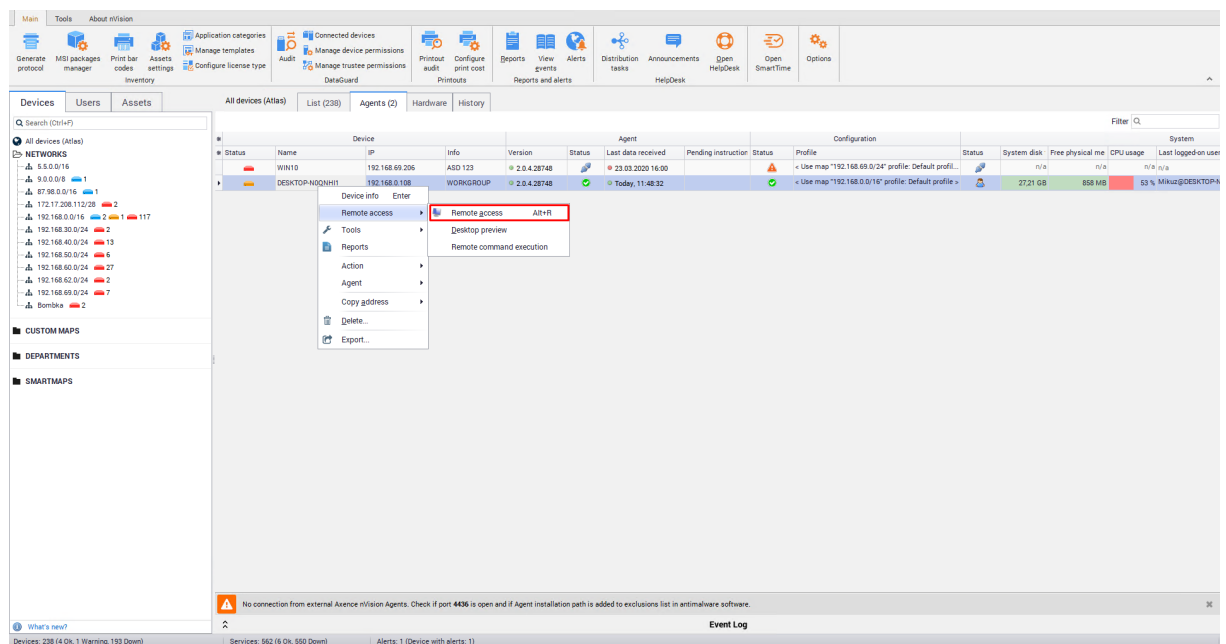 Main Tools About nVision
Generate protocol
MSI packages manager
Print bar codes
Assets settings
Application categories
Manage templates
Configure license type
Inventory
Audit
Connected devices
Manage device permissions
Manage trustee permissions
DataGuard
Printout audit
Configure print cost
Printouts
Reports
View events
Alerts
Reports and alerts
Distribution tasks
Announcements
Open HelpDesk
HelpDesk
Open SmartTime
Options
Devices Users Assets
Search (Ctrl+F)
All devices (Atlas)
NETWORKS
5.5.0.0/16
9.0.0.0/8 1
87.98.0.0/16 1
172.17.208.112/28 2
192.168.0.0/16 2 1 117
192.168.30.0/24 2
192.168.40.0/24 13
192.168.50.0/24 6
192.168.60.0/24 27
192.168.62.0/24 2
192.168.69.0/24 7
Bombka 2
CUSTOM MAPS
DEPARTMENTS
SMARTMAPS
What's new?
All devices (Atlas) List (238) Agents (2) Hardware History
Filter
Device Agent Configuration System
Status Name IP Info Version Status Last data received Pending instruction Status Profile Status System disk Free physical me CPU usage Last logged-on user
WIN10 192.168.69.206 ASD 123 2.0.4.28748 23.03.2020 16:00 < Use map "192.168.69.0/24" profile: Default profil... n/a n/a n/a n/a
DESKTOP-N0QNHI1 192.168.0.108 WORKGROUP 2.0.4.28748 Today, 11:48:32 < Use map "192.168.0.0/16" profile: Default profile > 27,21 GB 858 MB 53 % Mikuz@DESKTOP-N
Device info Enter
Remote access
Tools
Reports
Action
Agent
Copy address
Delete...
Export...
Remote access Alt+R
Desktop preview
Remote command execution
No connection from external Axence nVision Agents. Check if port 4436 is open and if Agent installation path is added to exclusions list in antimalware software.
Event Log
Devices: 238 (4 Ok, 1 Warning, 193 Down) Services: 562 (6 Ok, 550 Down) Alerts: 1 (Device with alerts: 1)